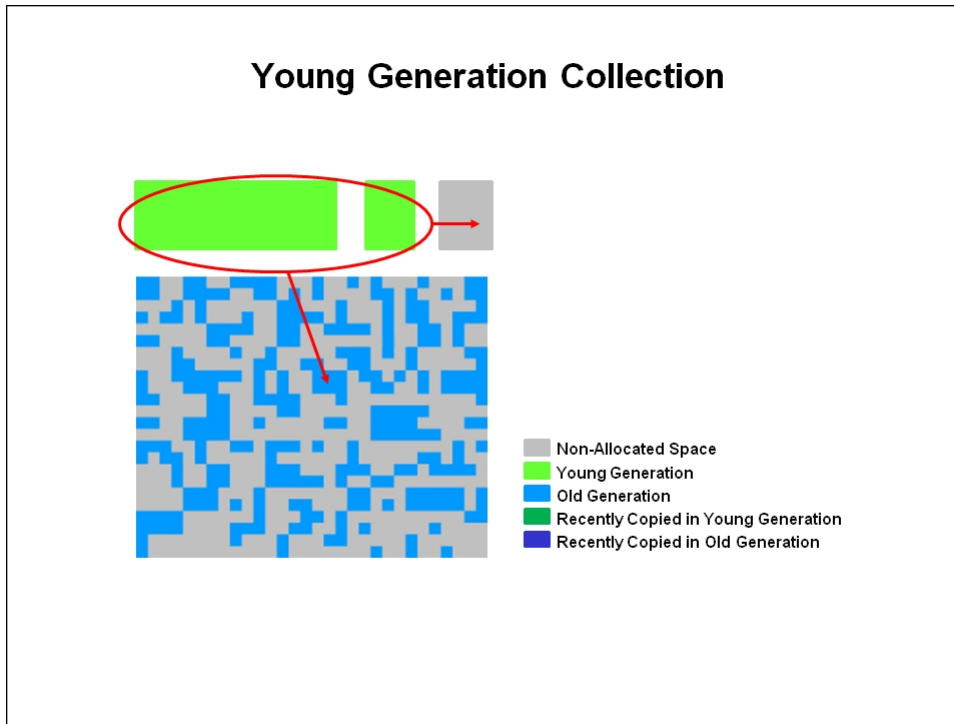 Young Generation Collection
Non-Allocated Space
Young Generation
Old Generation
Recently Copied in Young Generation
Recently Copied in Old Generation